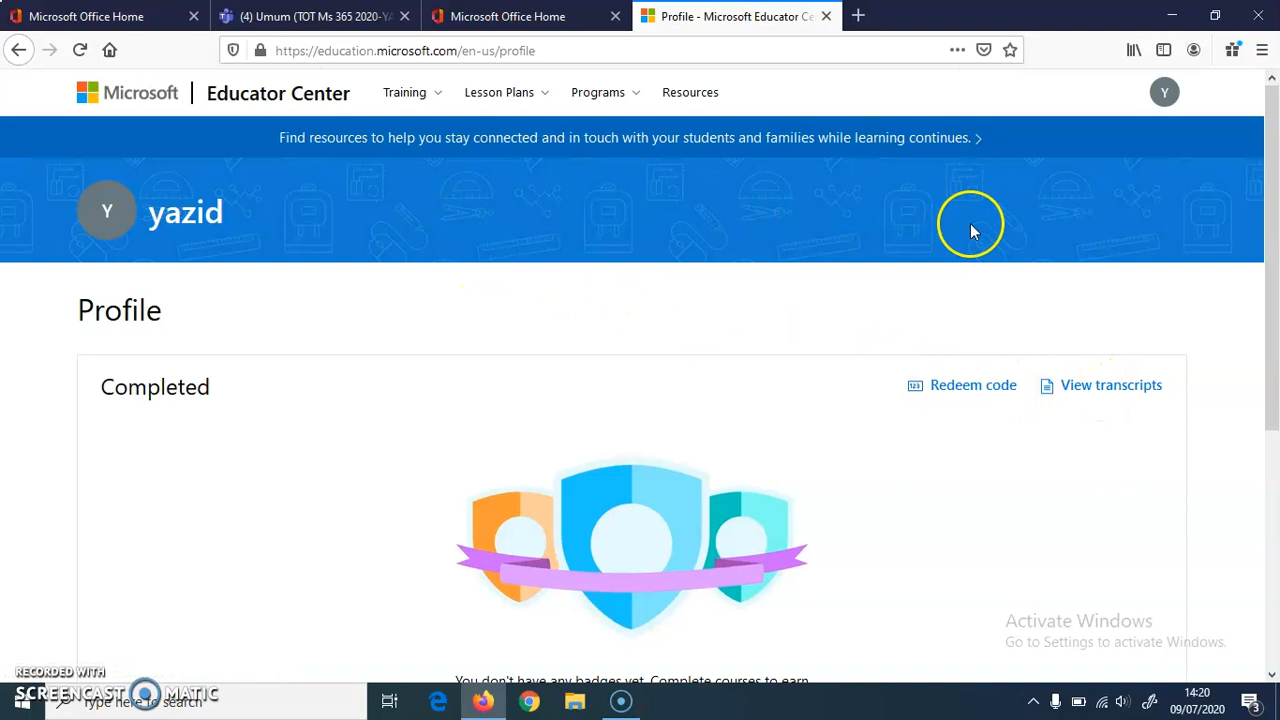 Microsoft Office Home
(4) Umum (TOT Ms 365 2020-YA
Microsoft Office Home
Profile - Microsoft Educator Ce
https://education.microsoft.com/en-us/profile
Microsoft
Educator Center
Training
Lesson Plans
Programs
Resources
Y
Find resources to help you stay connected and in touch with your students and families while learning continues.
Y
yazid
Profile
Completed
Redeem code
View transcripts
123
You don't have any badges yet. Complete courses to earn
Activate Windows
Go to Settings to activate Windows.
RECORDED WITH
SCREENCAST MATIC
Type here to search
14:20
09/07/2020
3